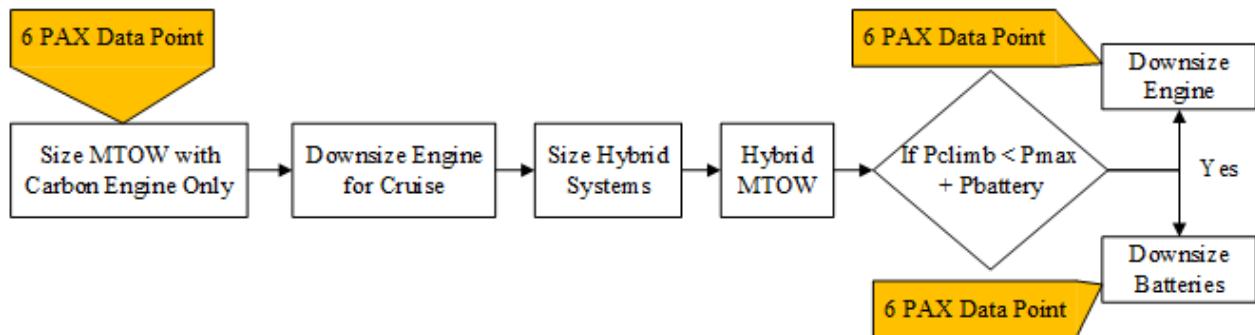 6 PAX Data Point
6 PAX Data Point
Downsize
Engine
Size MTOW with
Carbon Engine Only
Downsize Engine
for Cruise
Size Hybrid
Systems
Hybrid
MTOW
If Pclimb < Pmax
+ Pbattery
Yes
Downsize
Batteries
6 PAX Data Point